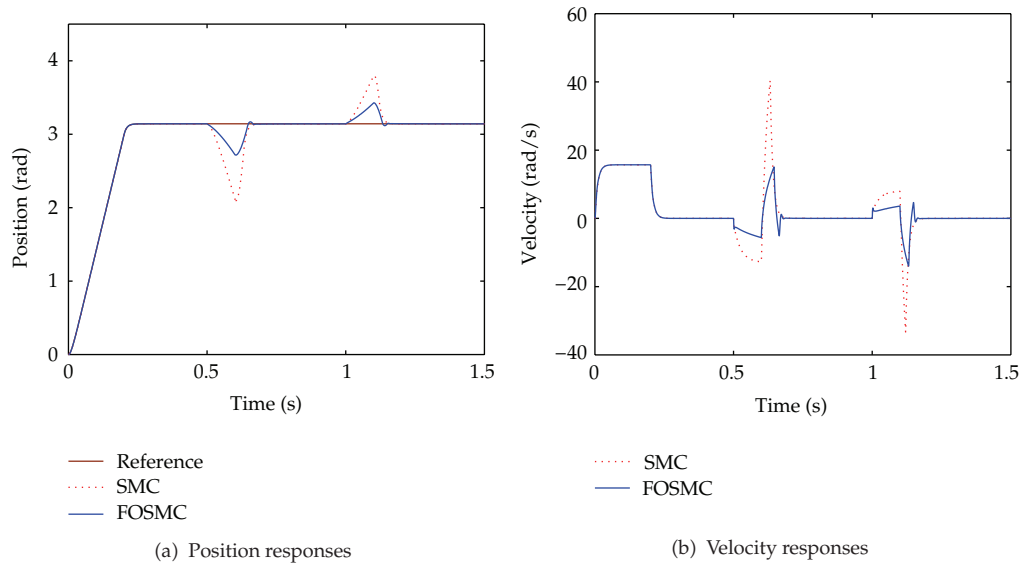 4
3
2
1
0
Position (rad)
0
0.5
1
1.5
Time (s)
Reference
SMC
FOSMC
(a) Position responses
60
40
20
0
−20
−40
Velocity (rad/s)
0
0.5
1
1.5
Time (s)
SMC
FOSMC
(b) Velocity responses